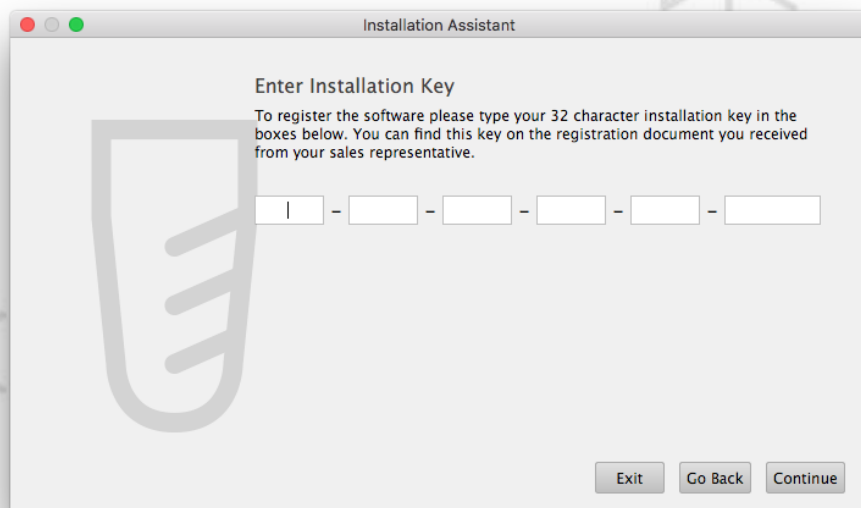 Installation Assistant
Enter Installation Key
To register the software please type your 32 character installation key in the
boxes below. You can find this key on the registration document you received
from your sales representative.
- - - - -
Exit Go Back Continue